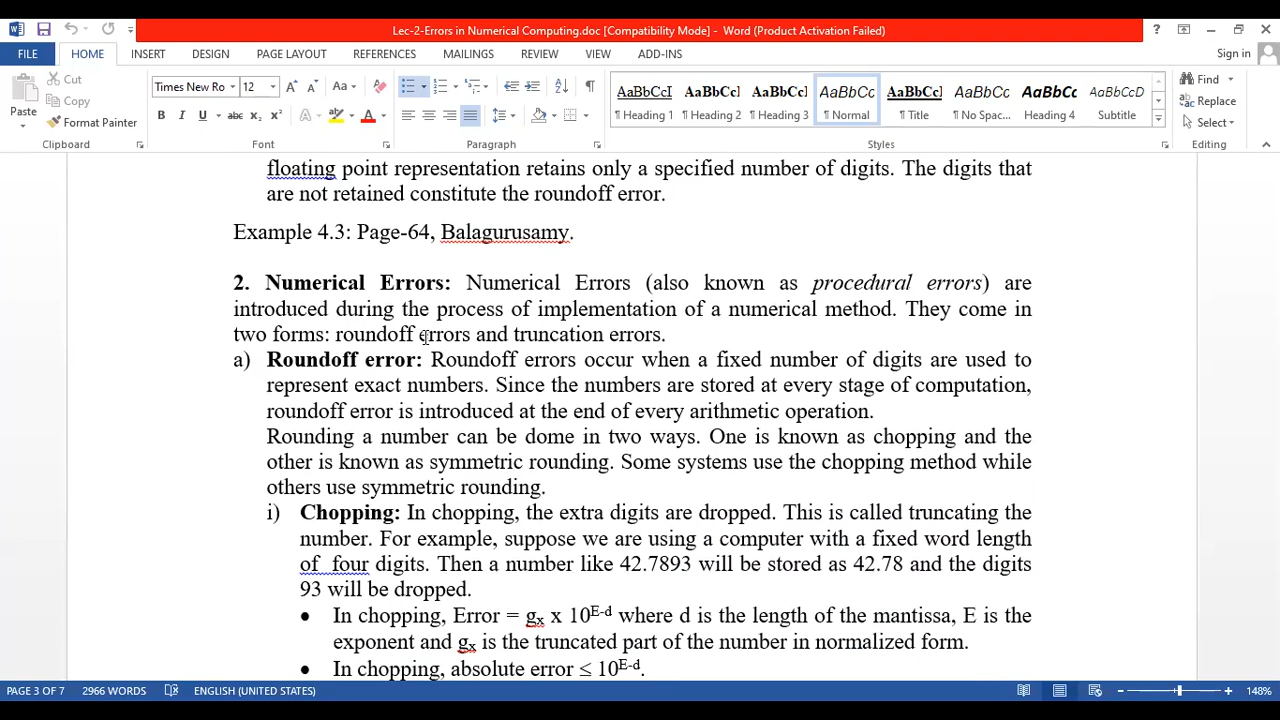 Lec-2-Errors in Numerical Computing.doc [Compatibility Mode] - Word (Product Activation Failed)
FILE HOME INSERT DESIGN PAGE LAYOUT REFERENCES MAILINGS REVIEW VIEW ADD-INS Sign in
Cut
Copy
Format Painter
Paste
Clipboard
Times New Ro 12
Font
Paragraph
AaBbCcI AaBbCcI AaBbCcI AaBbCc AaBbCcI AaBbCc AaBbCc AaBbCcD
¶ Heading 1 ¶ Heading 2 ¶ Heading 3 ¶ Normal ¶ Title ¶ No Spac... Heading 4 Subtitle
Styles
Find
Replace
Select
Editing
floating point representation retains only a specified number of digits. The digits that
are not retained constitute the roundoff error.
Example 4.3: Page-64, Balagurusamy.
2. Numerical Errors: Numerical Errors (also known as procedural errors) are
introduced during the process of implementation of a numerical method. They come in
two forms: roundoff errors and truncation errors.
a) Roundoff error: Roundoff errors occur when a fixed number of digits are used to
represent exact numbers. Since the numbers are stored at every stage of computation,
roundoff error is introduced at the end of every arithmetic operation.
Rounding a number can be dome in two ways. One is known as chopping and the
other is known as symmetric rounding. Some systems use the chopping method while
others use symmetric rounding.
i) Chopping: In chopping, the extra digits are dropped. This is called truncating the
number. For example, suppose we are using a computer with a fixed word length
of four digits. Then a number like 42.7893 will be stored as 42.78 and the digits
93 will be dropped.
• In chopping, Error = gₓ x 10ᴱ⁻ᵈ where d is the length of the mantissa, E is the
exponent and gₓ is the truncated part of the number in normalized form.
• In chopping, absolute error ≤ 10ᴱ⁻ᵈ.
PAGE 3 OF 7 2966 WORDS ENGLISH (UNITED STATES) 148%